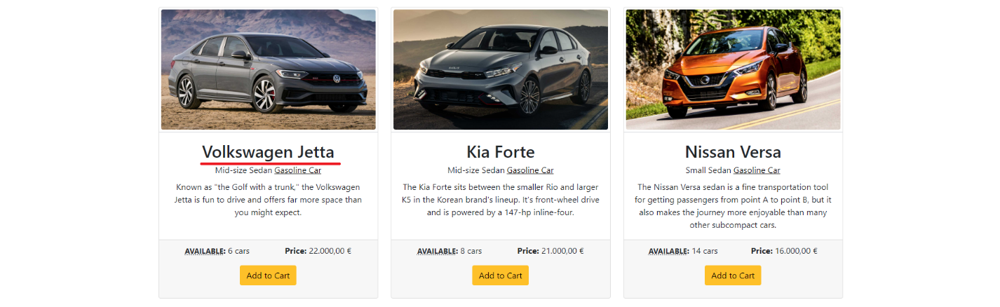 Volkswagen Jetta
Mid-size Sedan Gasoline Car
Known as "the Golf with a trunk," the Volkswagen
Jetta is fun to drive and offers far more space than
you might expect.
AVAILABLE: 6 cars Price: 22.000,00 €
Add to Cart
Kia Forte
Mid-size Sedan Gasoline Car
The Kia Forte sits between the smaller Rio and larger
K5 in the Korean brand's lineup. It's front-wheel drive
and is powered by a 147-hp inline-four.
AVAILABLE: 8 cars Price: 21.000,00 €
Add to Cart
Nissan Versa
Small Sedan Gasoline Car
The Nissan Versa sedan is a fine transportation tool
for getting passengers from point A to point B, but it
also makes the journey more enjoyable than many
other subcompact cars.
AVAILABLE: 14 cars Price: 16.000,00 €
Add to Cart